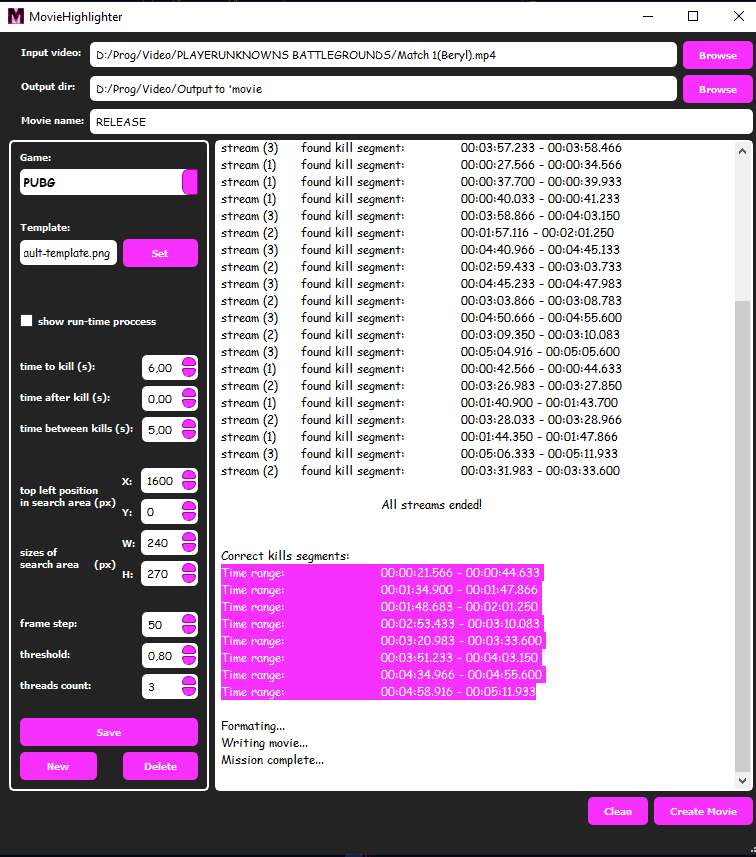 MovieHighlighter
Input video: D:/Prog/Video/PLAYERUNKNOWNS BATTLEGROUNDS/Match 1(Beryl).mp4 Browse
Output dir: D:/Prog/Video/Output to 'movie Browse
Movie name: RELEASE
Game:
PUBG
Template:
ault-template.png Set
show run-time proccess
time to kill (s): 6,00
time after kill (s): 0,00
time between kills (s): 5,00
top left position
in search area (px)
X: 1600
Y: 0
sizes of
search area (px)
W: 240
H: 270
frame step: 50
threshold: 0,80
threads count: 3
Save
New Delete
stream (3) found kill segment: 00:03:57.233 - 00:03:58.466
stream (1) found kill segment: 00:00:27.566 - 00:00:34.566
stream (1) found kill segment: 00:00:37.700 - 00:00:39.933
stream (1) found kill segment: 00:00:40.033 - 00:00:41.233
stream (3) found kill segment: 00:03:58.866 - 00:04:03.150
stream (2) found kill segment: 00:01:57.116 - 00:02:01.250
stream (3) found kill segment: 00:04:40.966 - 00:04:45.133
stream (2) found kill segment: 00:02:59.433 - 00:03:03.733
stream (3) found kill segment: 00:04:45.233 - 00:04:47.983
stream (2) found kill segment: 00:03:03.866 - 00:03:08.783
stream (3) found kill segment: 00:04:50.666 - 00:04:55.600
stream (2) found kill segment: 00:03:09.350 - 00:03:10.083
stream (3) found kill segment: 00:05:04.916 - 00:05:05.600
stream (1) found kill segment: 00:00:42.566 - 00:00:44.633
stream (2) found kill segment: 00:03:26.983 - 00:03:27.850
stream (1) found kill segment: 00:01:40.900 - 00:01:43.700
stream (2) found kill segment: 00:03:28.033 - 00:03:28.966
stream (1) found kill segment: 00:01:44.350 - 00:01:47.866
stream (3) found kill segment: 00:05:06.333 - 00:05:11.933
stream (2) found kill segment: 00:03:31.983 - 00:03:33.600
All streams ended!
Correct kills segments:
Time range: 00:00:21.566 - 00:00:44.633
Time range: 00:01:34.900 - 00:01:47.866
Time range: 00:01:48.683 - 00:02:01.250
Time range: 00:02:53.433 - 00:03:10.083
Time range: 00:03:20.983 - 00:03:33.600
Time range: 00:03:51.233 - 00:04:03.150
Time range: 00:04:34.966 - 00:04:55.600
Time range: 00:04:58.916 - 00:05:11.933
Formating...
Writing movie...
Mission complete...
Clean Create Movie